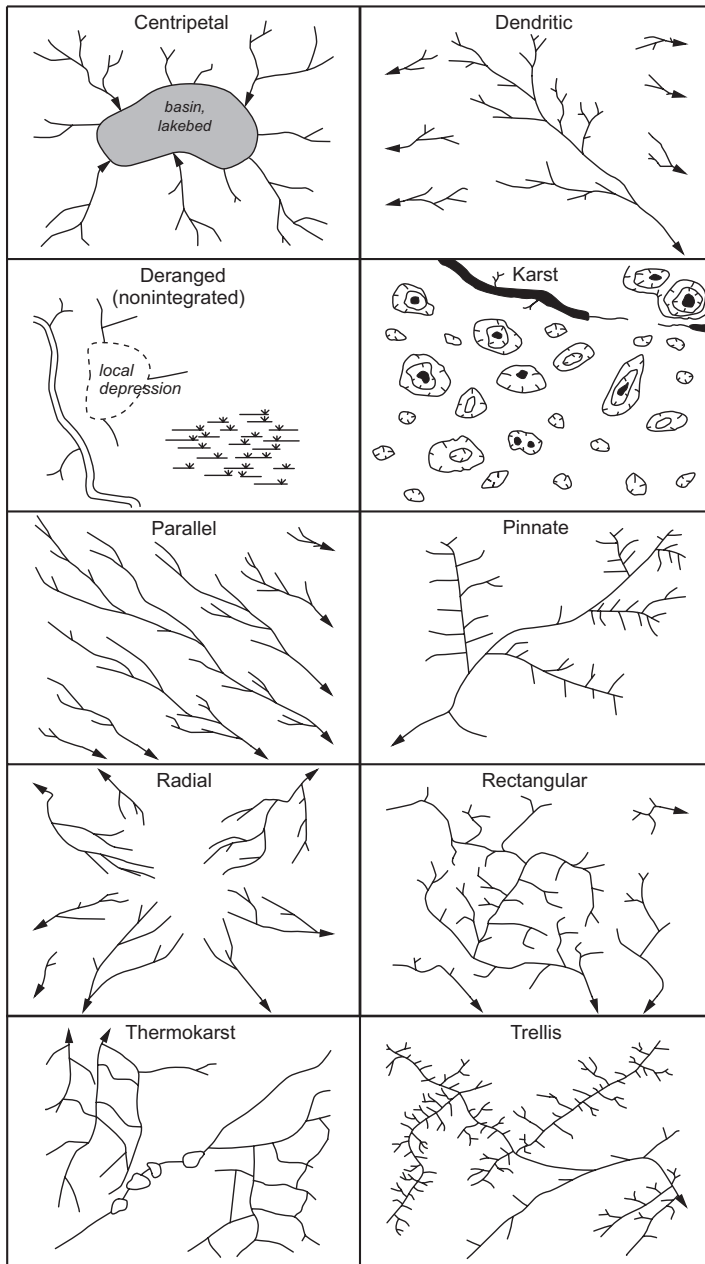 Centripetal
basin,
lakebed
Dendritic
Deranged
(nonintegrated)
local
depression
Karst
Parallel
Pinnate
Radial
Rectangular
Thermokarst
Trellis